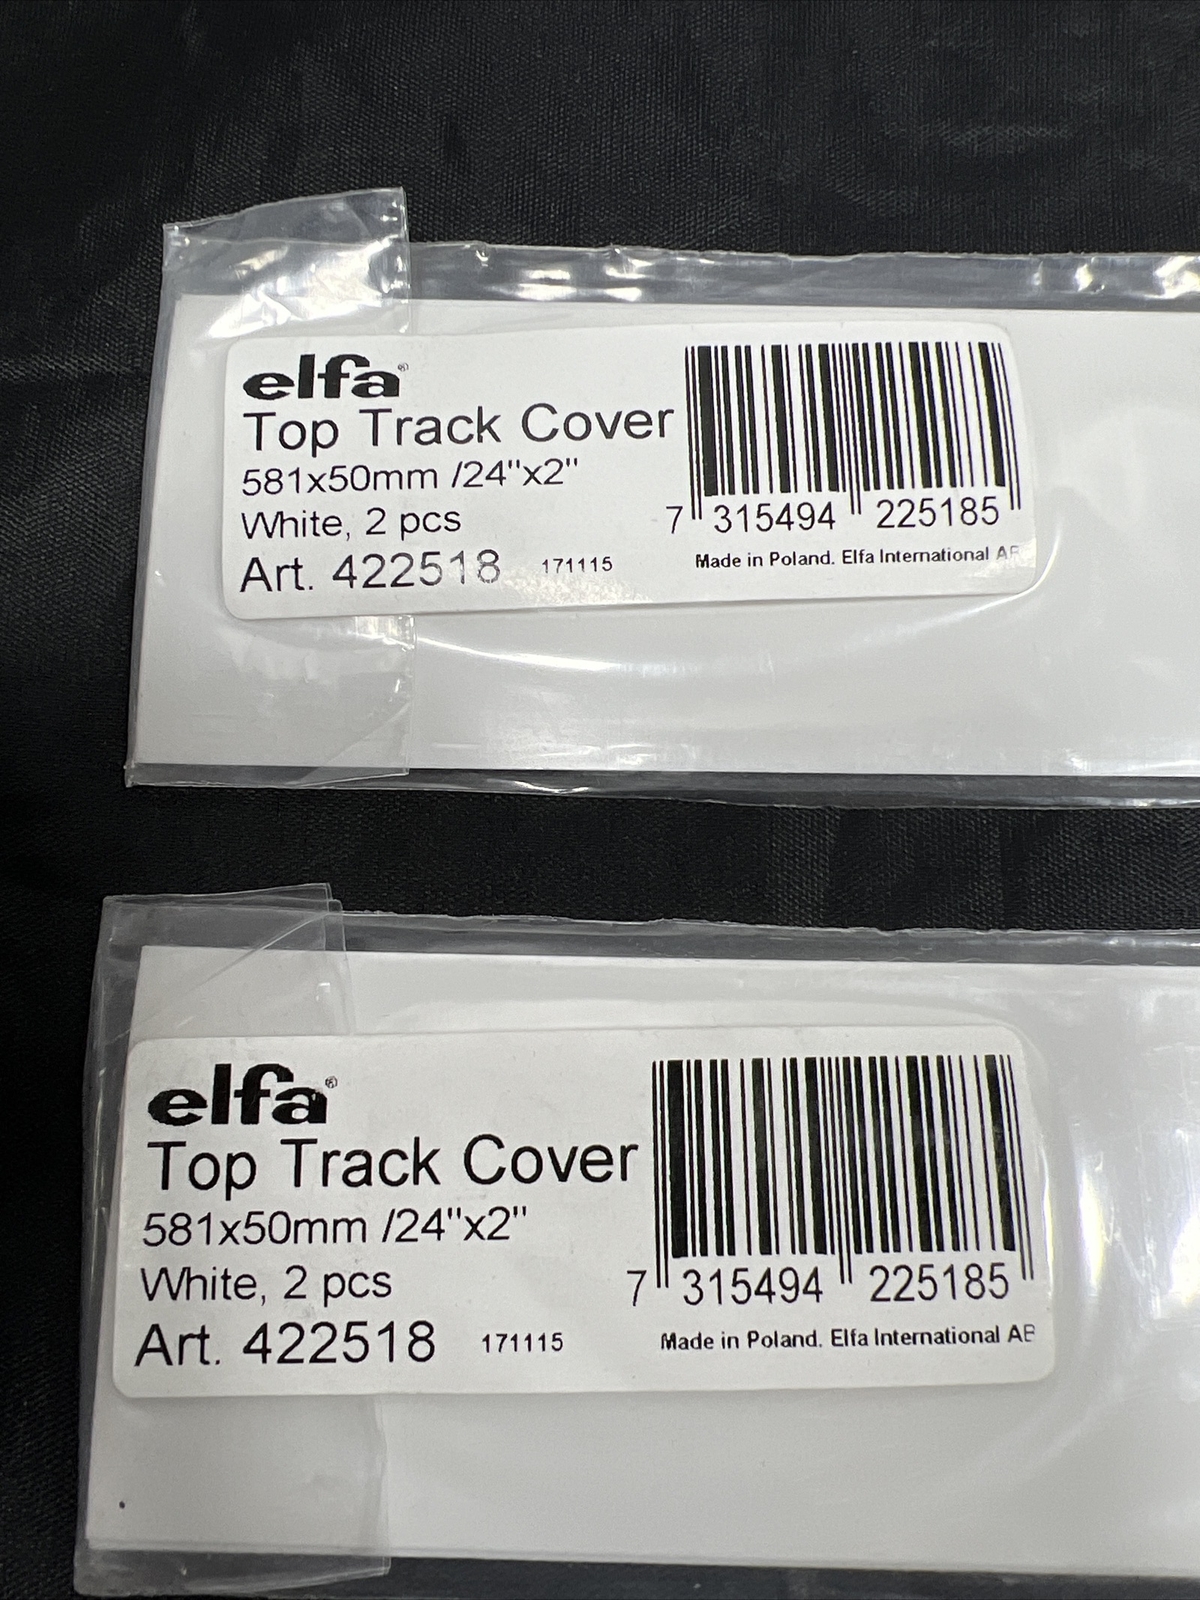 elfa®
Top Track Cover
581x50mm /24"x2"
White, 2 pcs
Art. 422518 171115
7 315494 225185
Made in Poland. Elfa International AB
elfa®
Top Track Cover
581x50mm /24"x2"
White, 2 pcs
Art. 422518 171115
7 315494 225185
Made in Poland. Elfa International AB